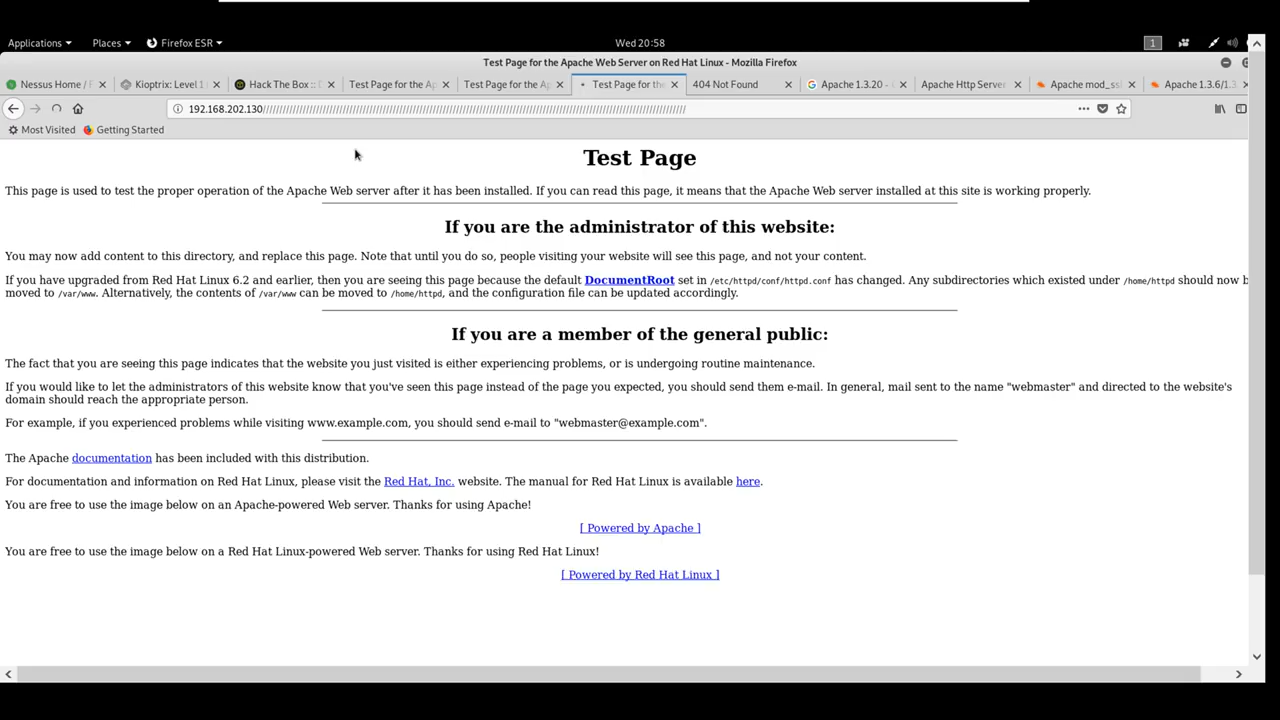 Applications Places Firefox ESR Wed 20:58 1
Test Page for the Apache Web Server on Red Hat Linux - Mozilla Firefox
Nessus Home / F Kioptrix: Level 1 Hack The Box :: Test Page for the Ap Test Page for the Ap Test Page for the 404 Not Found Apache 1.3.20 - Apache Http Server Apache mod_ssl Apache 1.3.6/1.3.
192.168.202.130////////////////////////////////////////////////////////////////////////////////////////////////////////////////////////
Most Visited Getting Started
Test Page
This page is used to test the proper operation of the Apache Web server after it has been installed. If you can read this page, it means that the Apache Web server installed at this site is working properly.
If you are the administrator of this website:
You may now add content to this directory, and replace this page. Note that until you do so, people visiting your website will see this page, and not your content.
If you have upgraded from Red Hat Linux 6.2 and earlier, then you are seeing this page because the default DocumentRoot set in /etc/httpd/conf/httpd.conf has changed. Any subdirectories which existed under /home/httpd should now b
moved to /var/www. Alternatively, the contents of /var/www can be moved to /home/httpd, and the configuration file can be updated accordingly.
If you are a member of the general public:
The fact that you are seeing this page indicates that the website you just visited is either experiencing problems, or is undergoing routine maintenance.
If you would like to let the administrators of this website know that you've seen this page instead of the page you expected, you should send them e-mail. In general, mail sent to the name "webmaster" and directed to the website's
domain should reach the appropriate person.
For example, if you experienced problems while visiting www.example.com, you should send e-mail to "webmaster@example.com".
The Apache documentation has been included with this distribution.
For documentation and information on Red Hat Linux, please visit the Red Hat, Inc. website. The manual for Red Hat Linux is available here.
You are free to use the image below on an Apache-powered Web server. Thanks for using Apache!
[ Powered by Apache ]
You are free to use the image below on a Red Hat Linux-powered Web server. Thanks for using Red Hat Linux!
[ Powered by Red Hat Linux ]